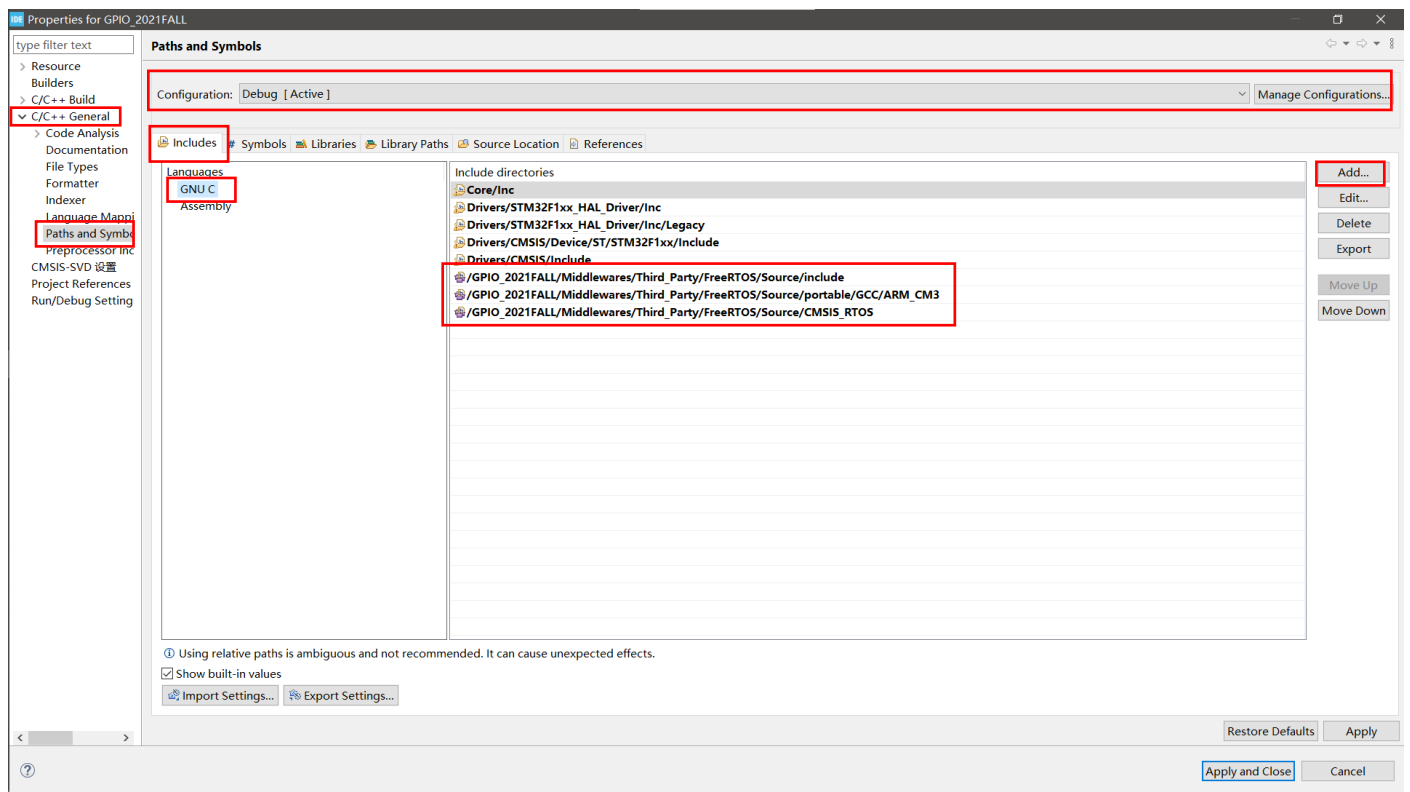 IDE Properties for GPIO_2021FALL
type filter text
Paths and Symbols
Resource
Builders
C/C++ Build
C/C++ General
Code Analysis
Documentation
File Types
Formatter
Indexer
Language Mappi
Paths and Symbo
Preprocessor Inc
CMSIS-SVD 设置
Project References
Run/Debug Setting
Configuration: Debug [ Active ] Manage Configurations...
Includes # Symbols Libraries Library Paths Source Location References
Languages
GNU C
Assembly
Include directories
Core/Inc
Drivers/STM32F1xx_HAL_Driver/Inc
Drivers/STM32F1xx_HAL_Driver/Inc/Legacy
Drivers/CMSIS/Device/ST/STM32F1xx/Include
Drivers/CMSIS/Include
/GPIO_2021FALL/Middlewares/Third_Party/FreeRTOS/Source/include
/GPIO_2021FALL/Middlewares/Third_Party/FreeRTOS/Source/portable/GCC/ARM_CM3
/GPIO_2021FALL/Middlewares/Third_Party/FreeRTOS/Source/CMSIS_RTOS
Add...
Edit...
Delete
Export
Move Up
Move Down
Using relative paths is ambiguous and not recommended. It can cause unexpected effects.
Show built-in values
Import Settings... Export Settings...
Restore Defaults Apply
Apply and Close Cancel